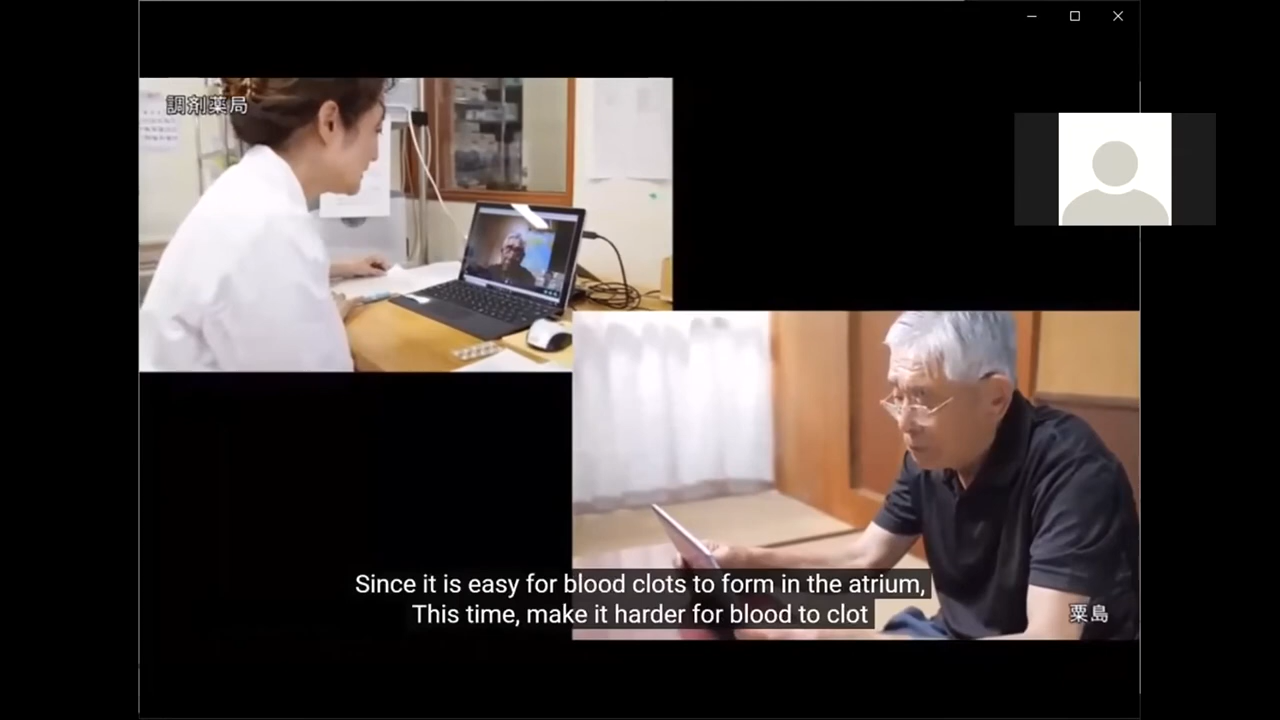 調剤薬局
Since it is easy for blood clots to form in the atrium,
This time, make it harder for blood to clot
粟島